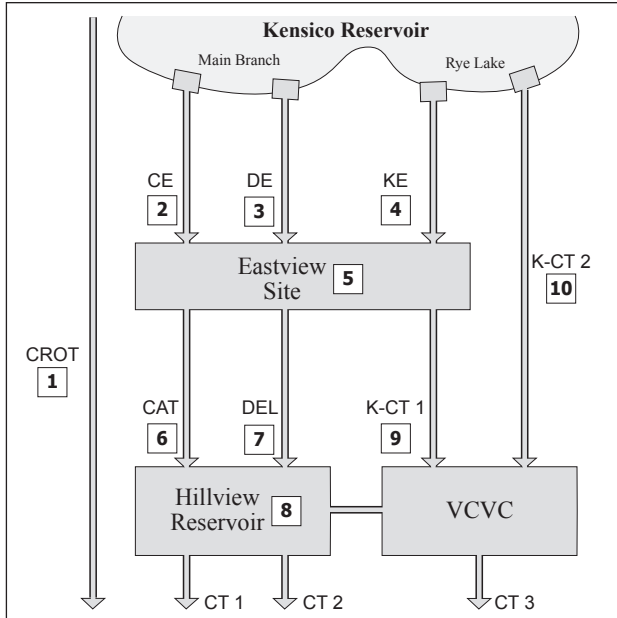 Kensico Reservoir
Main Branch
Rye Lake
CE
2
DE
3
KE
4
Eastview
Site
5
K-CT 2
10
CROT
1
CAT
6
DEL
7
K-CT 1
9
Hillview
Reservoir
8
VCVC
CT 1
CT 2
CT 3